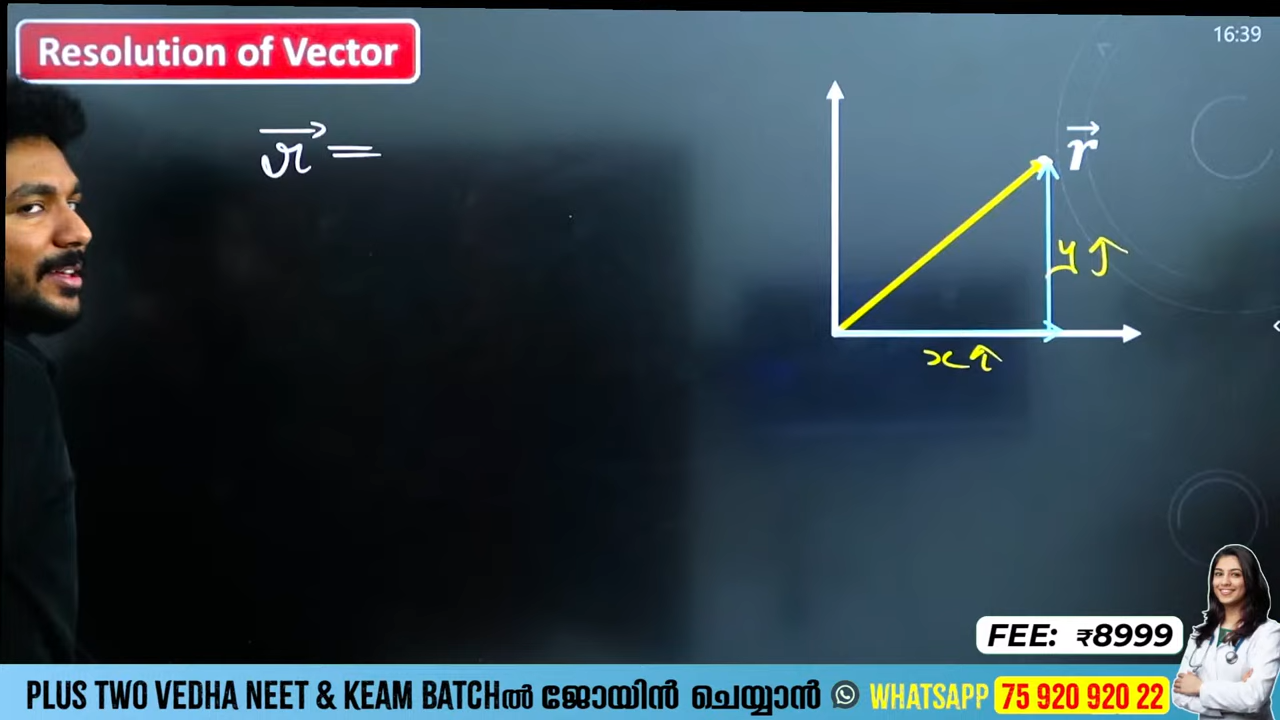 Resolution of Vector
16:39
r⃗ =
r⃗
y ĵ
x î
FEE: ₹8999
PLUS TWO VEDHA NEET & KEAM BATCHൽ ജോയിൻ ചെയ്യാൻ WHATSAPP 75 920 920 22